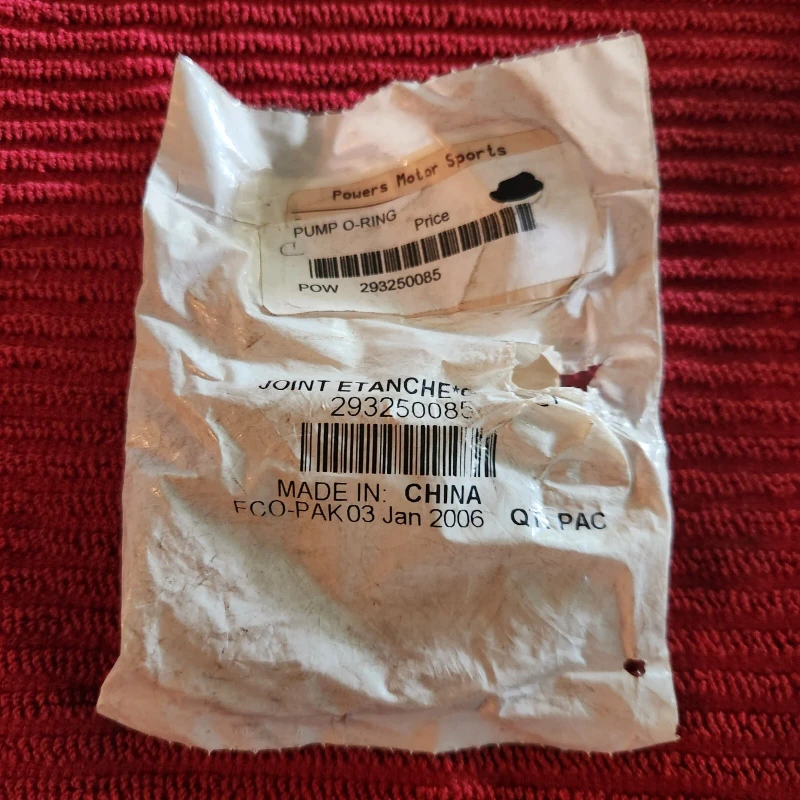 Powers Motor Sports
PUMP O-RING Price
C
POW 293250085
JOINT ETANCHE*
293250085
MADE IN: CHINA
ECO-PAK 03 Jan 2006 PAC